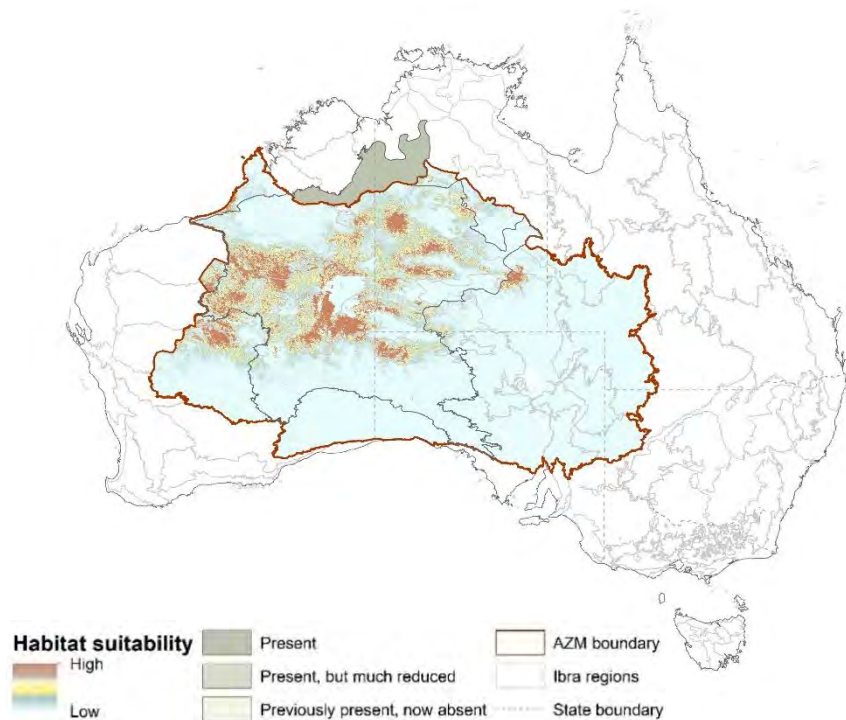 Habitat suitability
High
Low
Present
Present, but much reduced
Previously present, now absent
AZM boundary
Ibra regions
State boundary